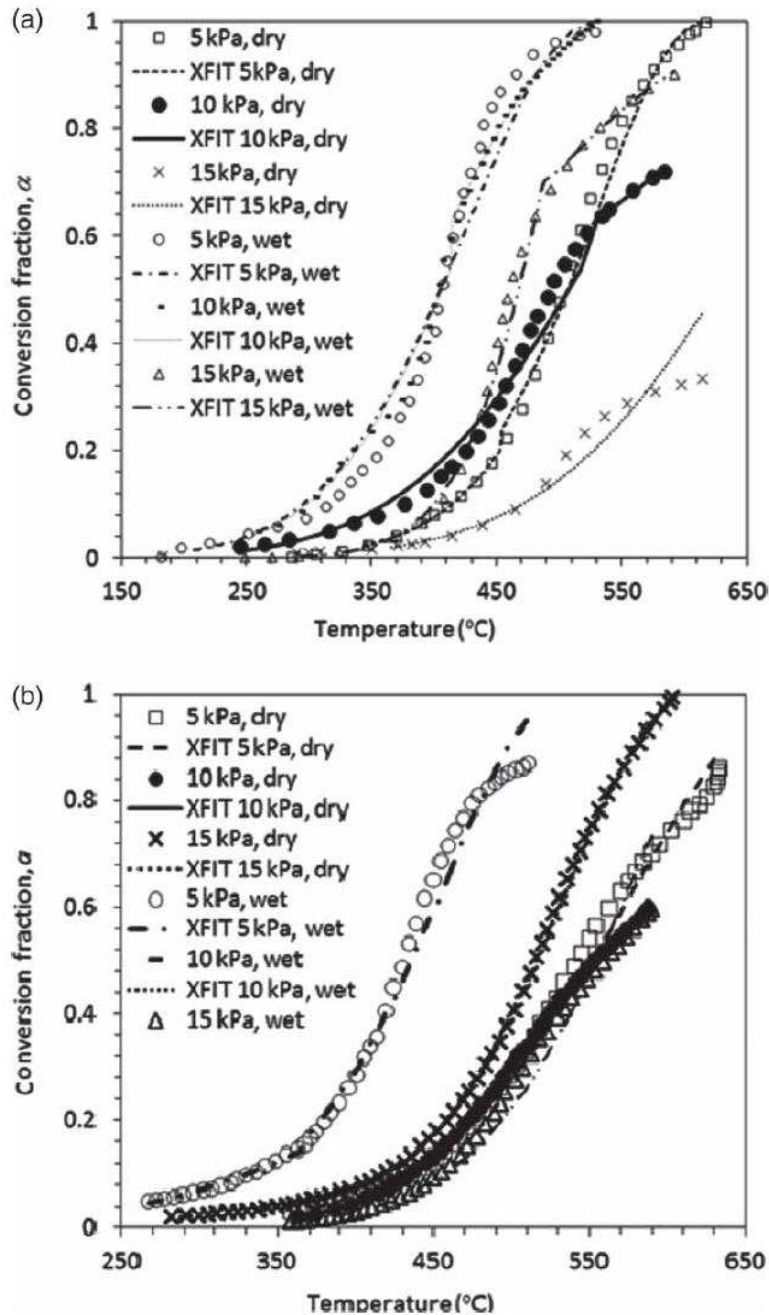 (a)
1
0.8
0.6
0.4
0.2
0
Conversion fraction, α
5 kPa, dry
XFIT 5kPa, dry
10 kPa, dry
XFIT 10 kPa, dry
15 kPa, dry
XFIT 15 kPa, dry
5 kPa, wet
XFIT 5 kPa, wet
10 kPa, wet
XFIT 10 kPa, wet
15 kPa, wet
XFIT 15 kPa, wet
150 250 350 450 550 650
Temperature (°C)
(b)
1
0.8
0.6
0.4
0.2
0
Conversion fraction, α
5 kPa, dry
XFIT 5 kPa, dry
10 kPa, dry
XFIT 10 kPa, dry
15 kPa, dry
XFIT 15 kPa, dry
5 kPa, wet
XFIT 5 kPa, wet
10 kPa, wet
XFIT 10 kPa, wet
15 kPa, wet
250 350 450 550 650
Temperature (°C)